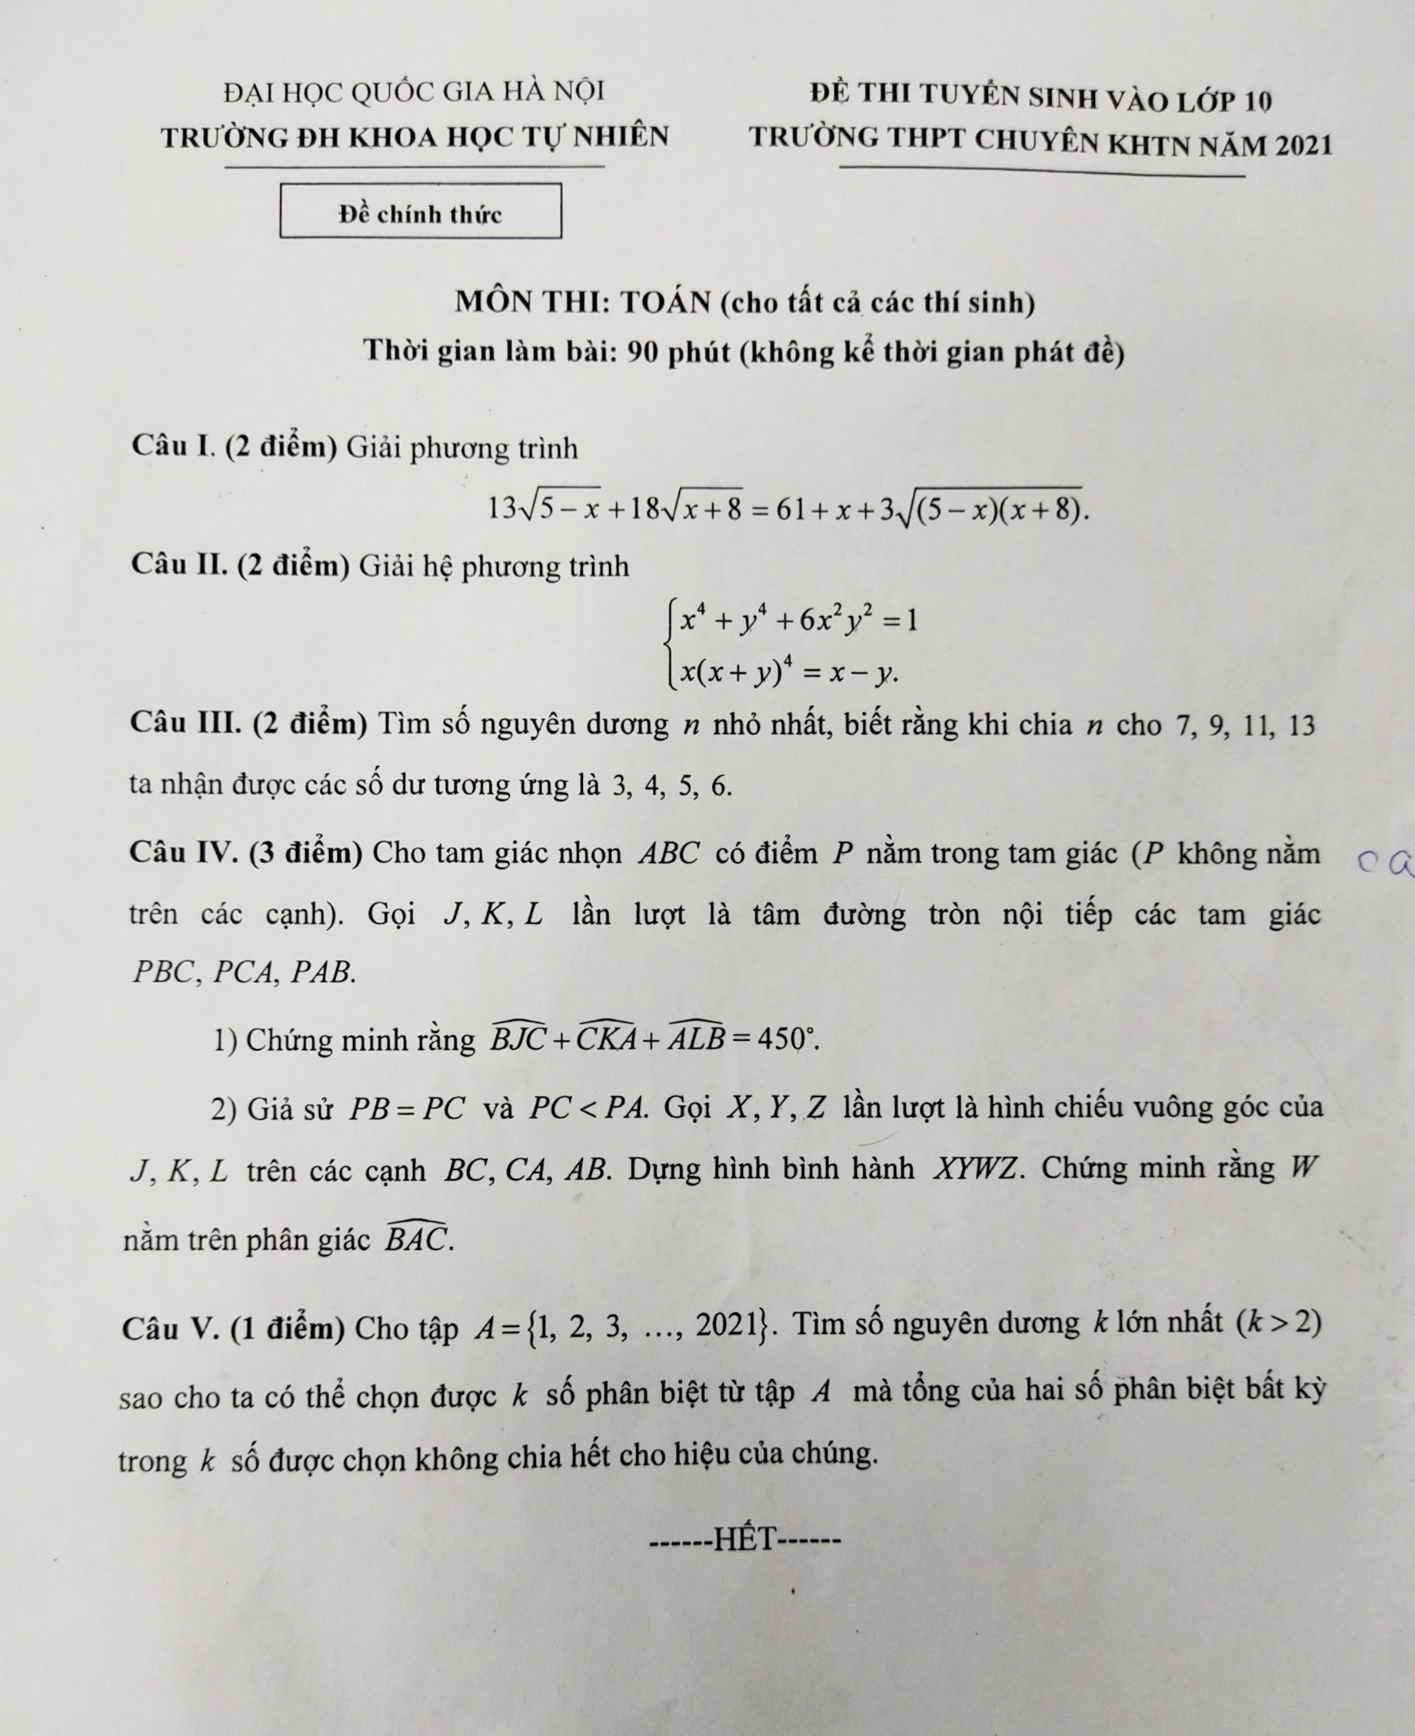 ĐẠI HỌC QUỐC GIA HÀ NỘI
TRƯỜNG ĐH KHOA HỌC TỰ NHIÊN
ĐỀ THI TUYỂN SINH VÀO LỚP 10
TRƯỜNG THPT CHUYÊN KHTN NĂM 2021
Đề chính thức
MÔN THI: TOÁN (cho tất cả các thí sinh)
Thời gian làm bài: 90 phút (không kể thời gian phát đề)
Câu I. (2 điểm) Giải phương trình
13√(5 – x) + 18√(x + 8) = 61 + x + 3√((5 – x)(x + 8)).
Câu II. (2 điểm) Giải hệ phương trình
{x⁴ + y⁴ + 6x²y² = 1
x(x + y)⁴ = x – y.
Câu III. (2 điểm) Tìm số nguyên dương n nhỏ nhất, biết rằng khi chia n cho 7, 9, 11, 13
ta nhận được các số dư tương ứng là 3, 4, 5, 6.
Câu IV. (3 điểm) Cho tam giác nhọn ABC có điểm P nằm trong tam giác (P không nằm
trên các cạnh). Gọi J, K, L lần lượt là tâm đường tròn nội tiếp các tam giác
PBC, PCA, PAB.
1) Chứng minh rằng BJC + CKA + ALB = 450°.
2) Giả sử PB = PC và PC < PA. Gọi X, Y, Z lần lượt là hình chiếu vuông góc của
J, K, L trên các cạnh BC, CA, AB. Dựng hình bình hành XYWZ. Chứng minh rằng W
nằm trên phân giác BAC.
Câu V. (1 điểm) Cho tập A = {1, 2, 3, ..., 2021}. Tìm số nguyên dương k lớn nhất (k > 2)
sao cho ta có thể chọn được k số phân biệt từ tập A mà tổng của hai số phân biệt bất kỳ
trong k số được chọn không chia hết cho hiệu của chúng.
------HẾT------